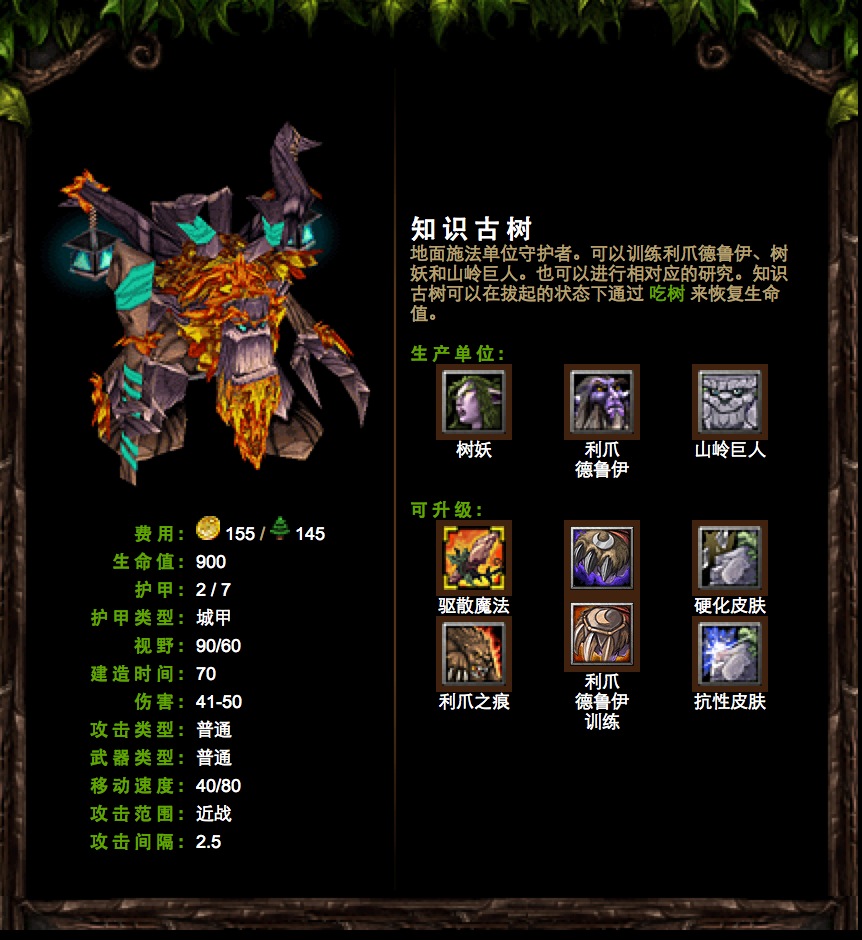 知识古树
地面施法单位守护者。可以训练利爪德鲁伊、树
妖和山岭巨人。也可以进行相对应的研究。知识
古树可以在拔起的状态下通过 吃树 来恢复生命
值。
生产单位:
树妖
利爪
德鲁伊
山岭巨人
可升级:
驱散魔法
硬化皮肤
利爪之痕
利爪
德鲁伊
训练
抗性皮肤
费用: 155 / 145
生命值: 900
护甲: 2 / 7
护甲类型: 城甲
视野: 90/60
建造时间: 70
伤害: 41-50
攻击类型: 普通
武器类型: 普通
移动速度: 40/80
攻击范围: 近战
攻击间隔: 2.5